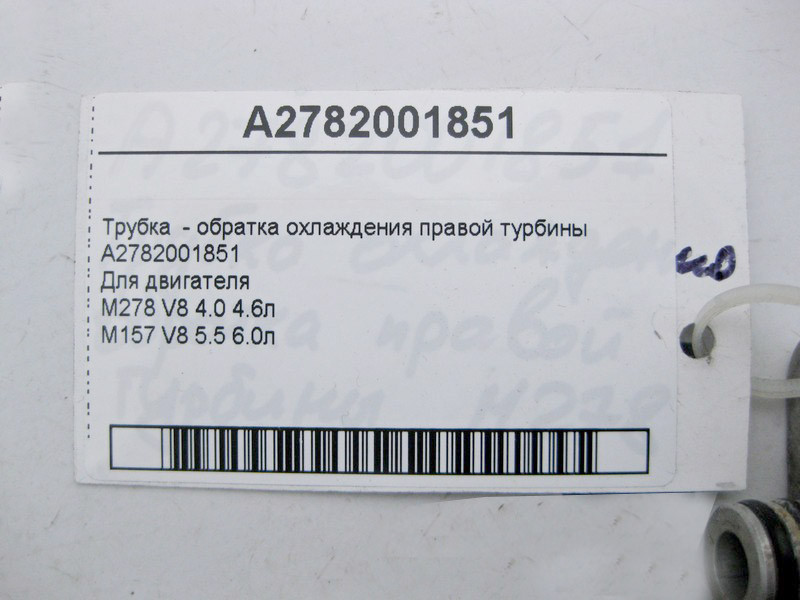 A2782001851
Трубка - обратка охлаждения правой турбины
A2782001851
Для двигателя
M278 V8 4.0 4.6л
M157 V8 5.5 6.0л